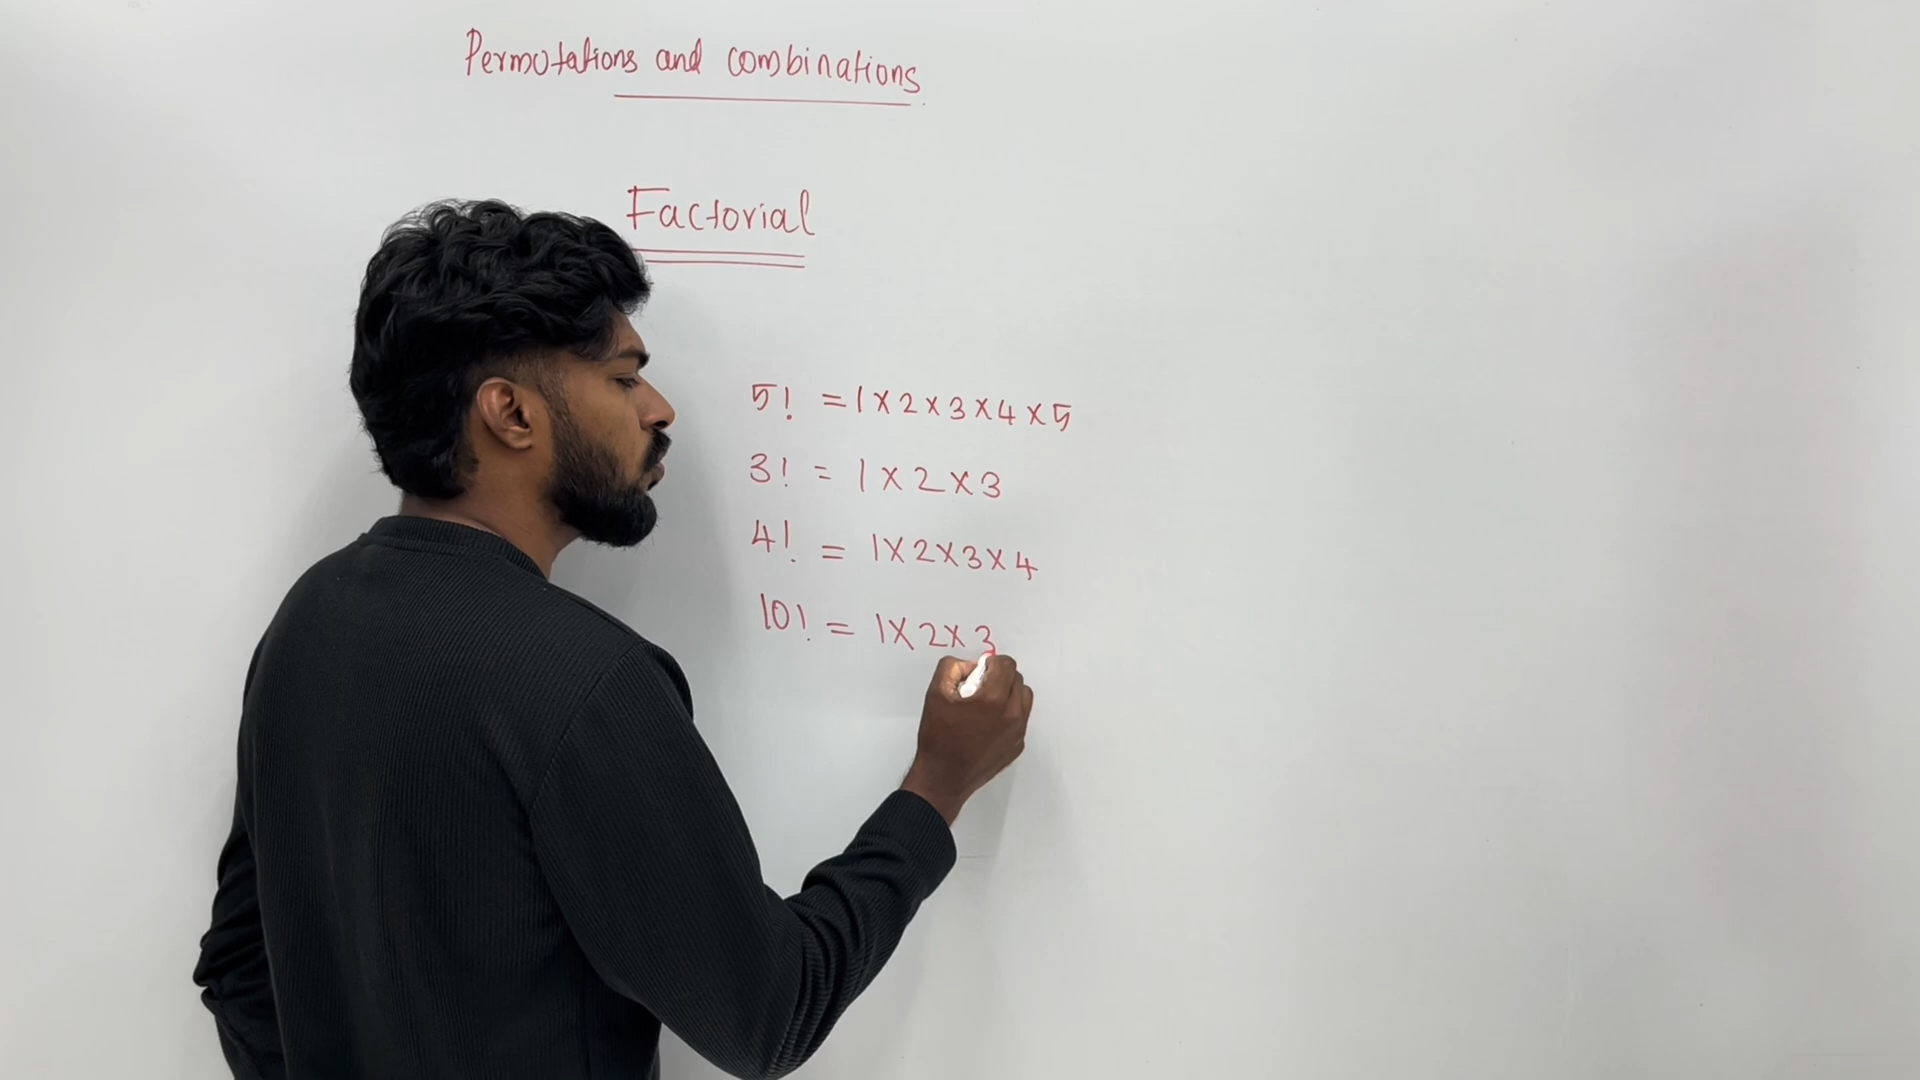 Permutations and combinations
Factorial
5! = 1 × 2 × 3 × 4 × 5
3! = 1 × 2 × 3
4! = 1 × 2 × 3 × 4
10! = 1 × 2 × 3